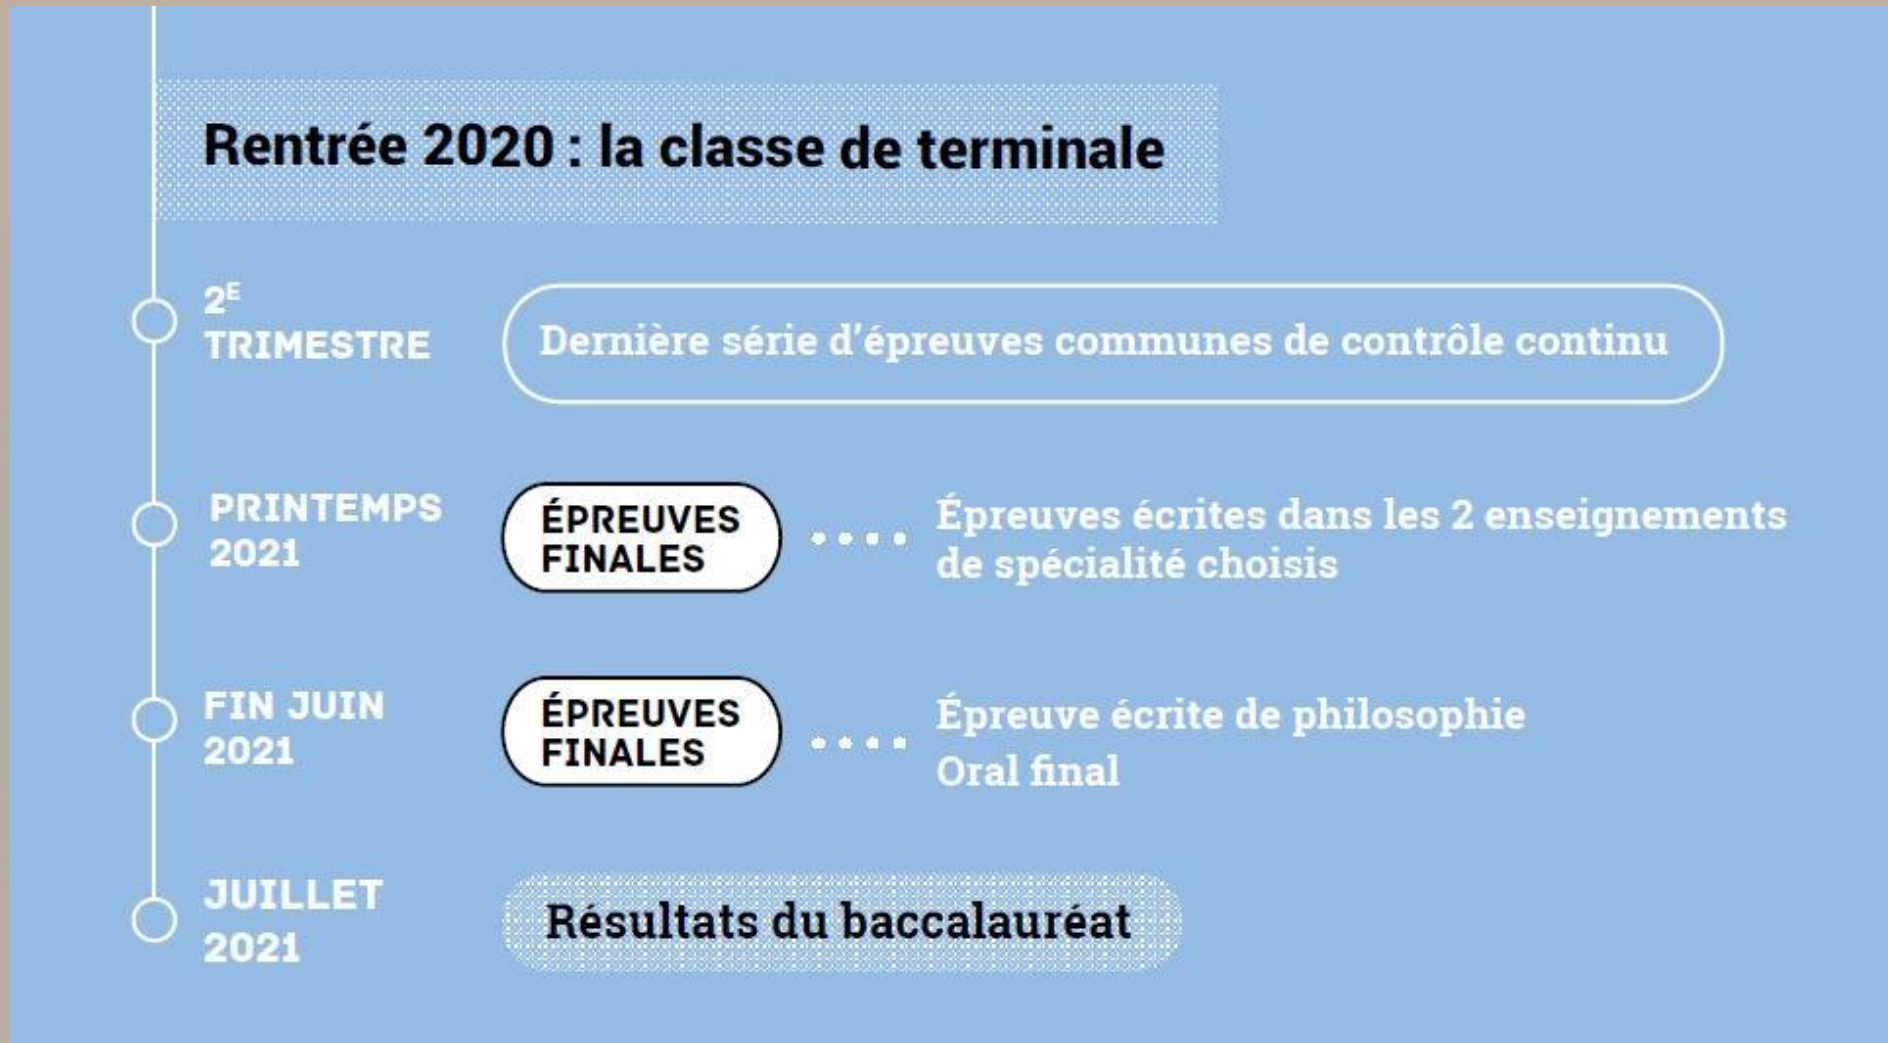 Rentrée 2020 : la classe de terminale
2E
TRIMESTRE
Dernière série d'épreuves communes de contrôle continu
PRINTEMPS
2021
ÉPREUVES
FINALES
Épreuves écrites dans les 2 enseignements
de spécialité choisis
FIN JUIN
2021
ÉPREUVES
FINALES
Épreuve écrite de philosophie
Oral final
JUILLET
2021
Résultats du baccalauréat